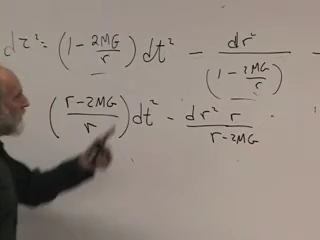 dτ² = (1 - 2MG/r) dt² - dr²/(1 - 2MG/r) -
((r-2MG)/r) dt² - dr² r/(r-2MG)